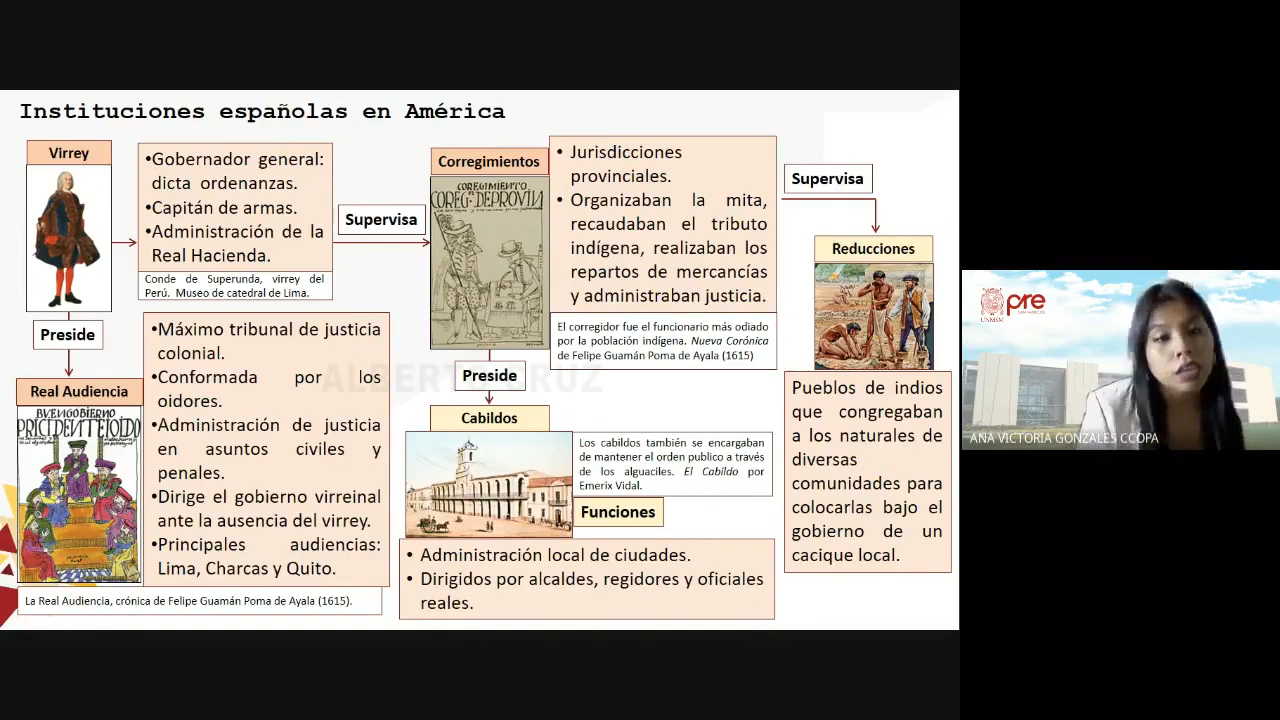 Instituciones españolas en América
Virrey
•Gobernador general:
dicta ordenanzas.
•Capitán de armas.
•Administración de la
Real Hacienda.
Conde de Superunda, virrey del
Perú. Museo de catedral de Lima.
Supervisa
Preside
Real Audiencia
•Máximo tribunal de justicia
colonial.
•Conformada por los
oidores.
•Administración de justicia
en asuntos civiles y
penales.
•Dirige el gobierno virreinal
ante la ausencia del virrey.
•Principales audiencias:
Lima, Charcas y Quito.
La Real Audiencia, crónica de Felipe Guamán Poma de Ayala (1615).
Corregimientos
COREGIMIENTO
COREG. DEPROVIN
• Jurisdicciones
provinciales.
• Organizaban la mita,
recaudaban el tributo
indígena, realizaban los
repartos de mercancías
y administraban justicia.
El corregidor fue el funcionario más odiado
por la población indígena. Nueva Corónica
de Felipe Guamán Poma de Ayala (1615)
Preside
Cabildos
Los cabildos también se encargaban
de mantener el orden publico a través
de los alguaciles. El Cabildo por
Emerix Vidal.
Funciones
• Administración local de ciudades.
• Dirigidos por alcaldes, regidores y oficiales
reales.
Supervisa
Reducciones
Pueblos de indios
que congregaban
a los naturales de
diversas
comunidades para
colocarlas bajo el
gobierno de un
cacique local.
ALBERTO CRUZ
UNMSM
pre
SAN MARCOS
ANA VICTORIA GONZALES CCOPA